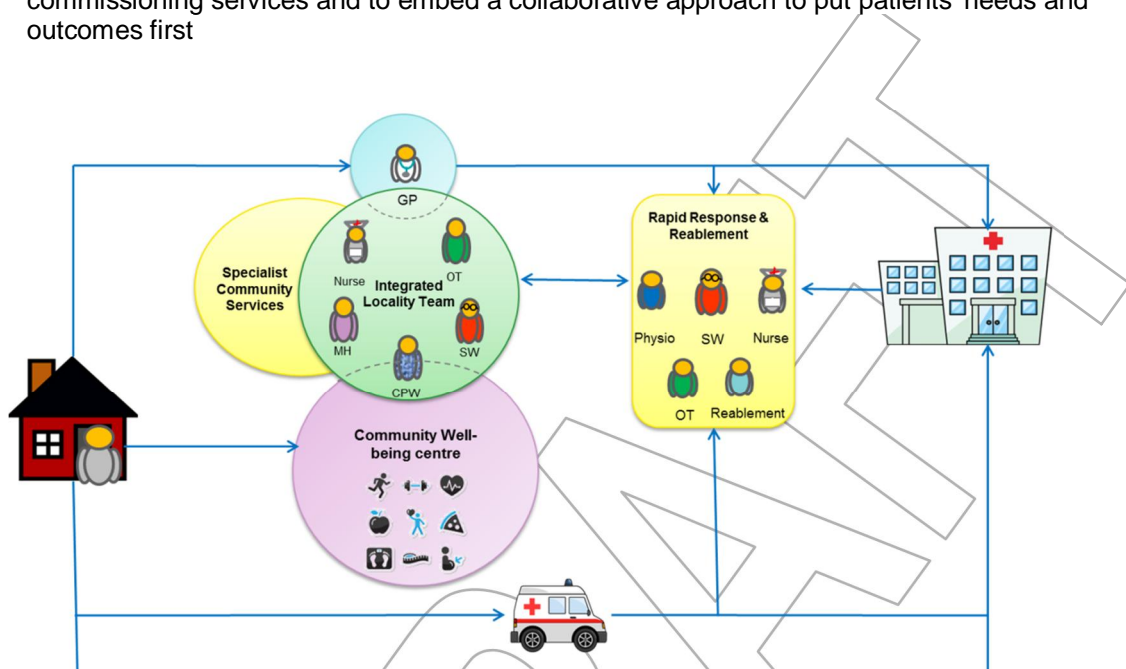 commissioning services and to embed a collaborative approach to put patients' needs and
outcomes first
GP
Rapid Response &
Reablement
Specialist
Community
Services
Nurse
OT
Integrated
Locality Team
MH
SW
CPW
Physio
SW
Nurse
OT
Reablement
Community Well-
being centre